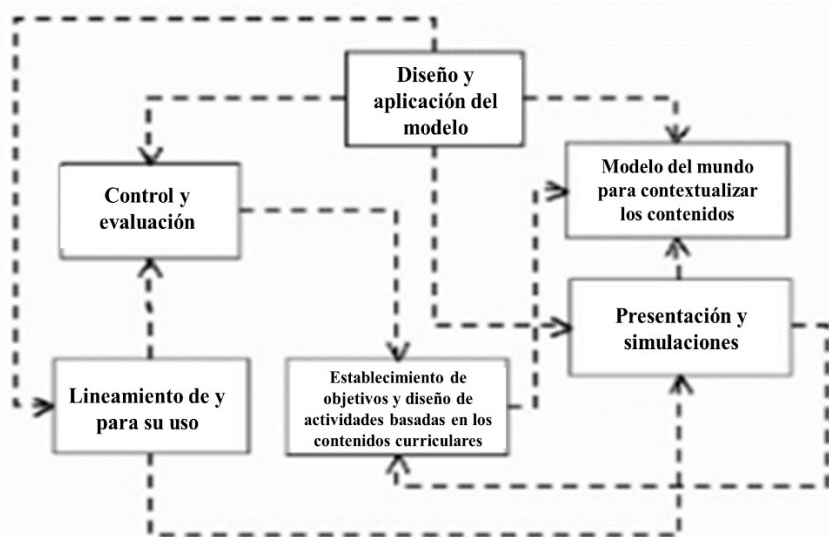 Diseño y
aplicación del
modelo
Modelo del mundo
para contextualizar
los contenidos
Control y
evaluación
Presentación y
simulaciones
Lineamiento de y
para su uso
Establecimiento de
objetivos y diseño de
actividades basadas en los
contenidos curriculares